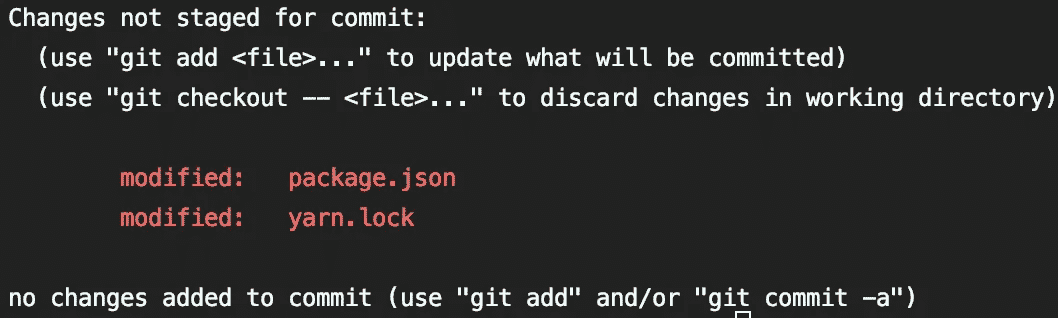 Changes not staged for commit:
(use "git add <file>..." to update what will be committed)
(use "git checkout -- <file>..." to discard changes in working directory)
modified: package.json
modified: yarn.lock
no changes added to commit (use "git add" and/or "git commit -a")